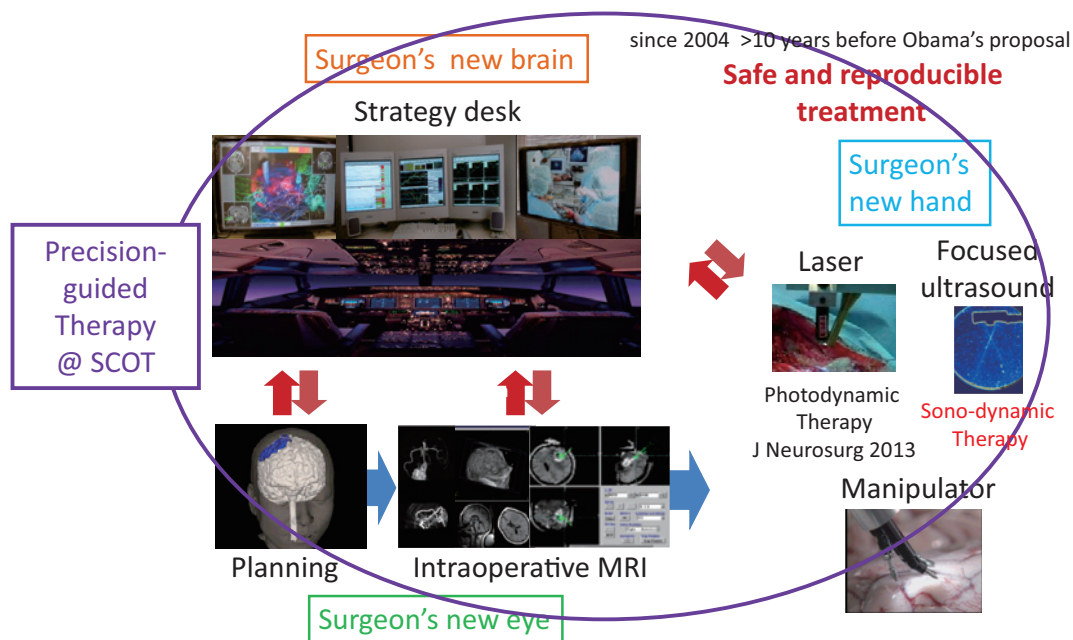 since 2004 >10 years before Obama's proposal
Surgeon's new brain
Safe and reproducible
treatment
Strategy desk
Surgeon's
new hand
Precision-
guided
Therapy
@ SCOT
Laser
Focused
ultrasound
Photodynamic
Therapy
J Neurosurg 2013
Sono-dynamic
Therapy
Manipulator
Planning
Intraoperative MRI
Surgeon's new eye